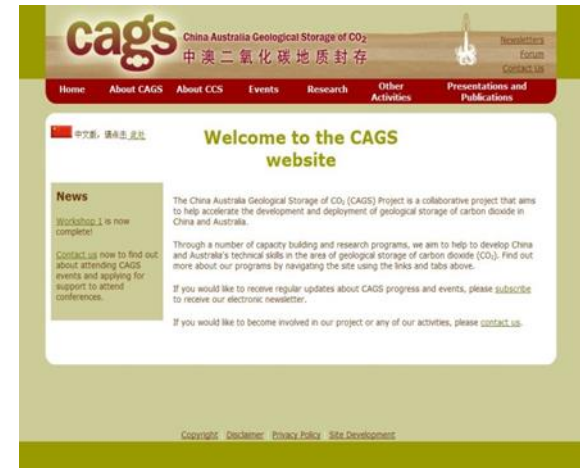 cags
China Australia Geological Storage of CO₂
中澳二氧化碳地质封存
Newsletters
Forum
Contact Us
Home
About CAGS
About CCS
Events
Research
Other
Activities
Presentations and
Publications
中文版，请点击 此处
Welcome to the CAGS
website
News
Workshop 1 is now
complete!
Contact us now to find out
about attending CAGS
events and applying for
support to attend
conferences.
The China Australia Geological Storage of CO₂ (CAGS) Project is a collaborative project that aims
to help accelerate the development and deployment of geological storage of carbon dioxide in
China and Australia.
Through a number of capacity building and research programs, we aim to help to develop China
and Australia's technical skills in the area of geological storage of carbon dioxide (CO₂). Find out
more about our programs by navigating the site using the links and tabs above.
If you would like to receive regular updates about CAGS progress and events, please subscribe
to receive our electronic newsletter.
If you would like to become involved in our project or any of our activities, please contact us.
Copyright Disclaimer Privacy Policy Site Development